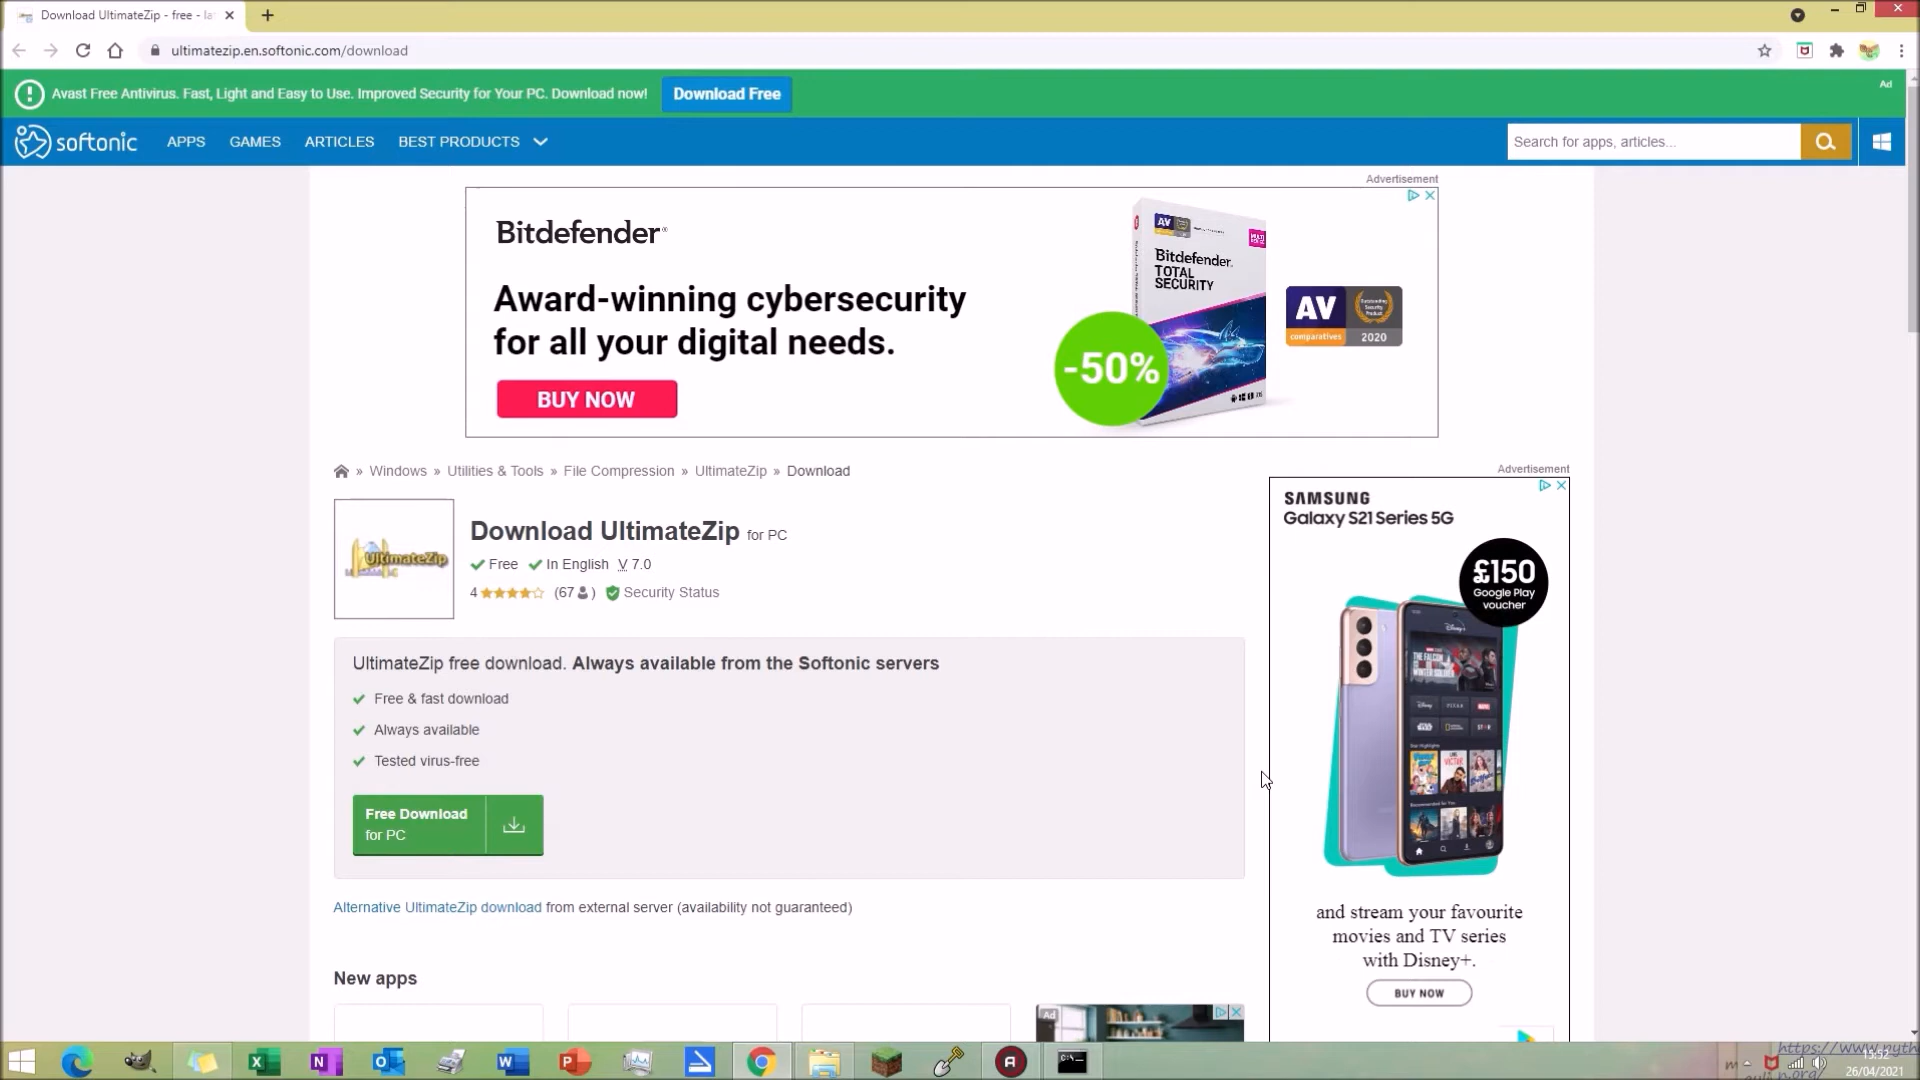 Download UltimateZip - free - la
ultimatezip.en.softonic.com/download
Avast Free Antivirus. Fast, Light and Easy to Use. Improved Security for Your PC. Download now!
Download Free
Ad
softonic
APPS
GAMES
ARTICLES
BEST PRODUCTS
Search for apps, articles...
Advertisement
Bitdefender
Award-winning cybersecurity
for all your digital needs.
BUY NOW
-50%
AV
Bitdefender.
TOTAL
SECURITY
AV
comparatives
2020
» Windows » Utilities & Tools » File Compression » UltimateZip » Download
Advertisement
UltimateZip
Download UltimateZip for PC
Free In English V 7.0
4 (67 ) Security Status
UltimateZip free download. Always available from the Softonic servers
Free & fast download
Always available
Tested virus-free
Free Download
for PC
Alternative UltimateZip download from external server (availability not guaranteed)
New apps
Ad
SAMSUNG
Galaxy S21 Series 5G
£150
Google Play
voucher
and stream your favourite
movies and TV series
with Disney+.
BUY NOW
15:52
26/04/2021